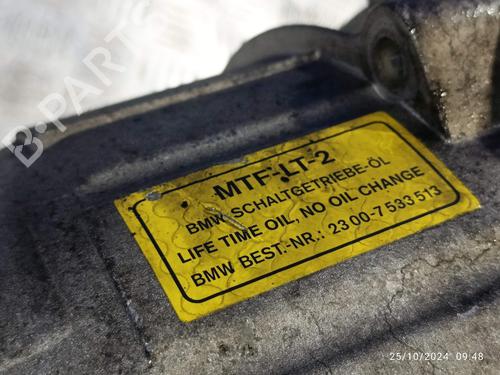 MTF-LT-2
BMW-SCHALTGETRIEBE-ÖL
LIFE TIME OIL, NO OIL CHANGE
BMW BEST.-NR.: 23 00-7 533 513
25/10/2024 09:48